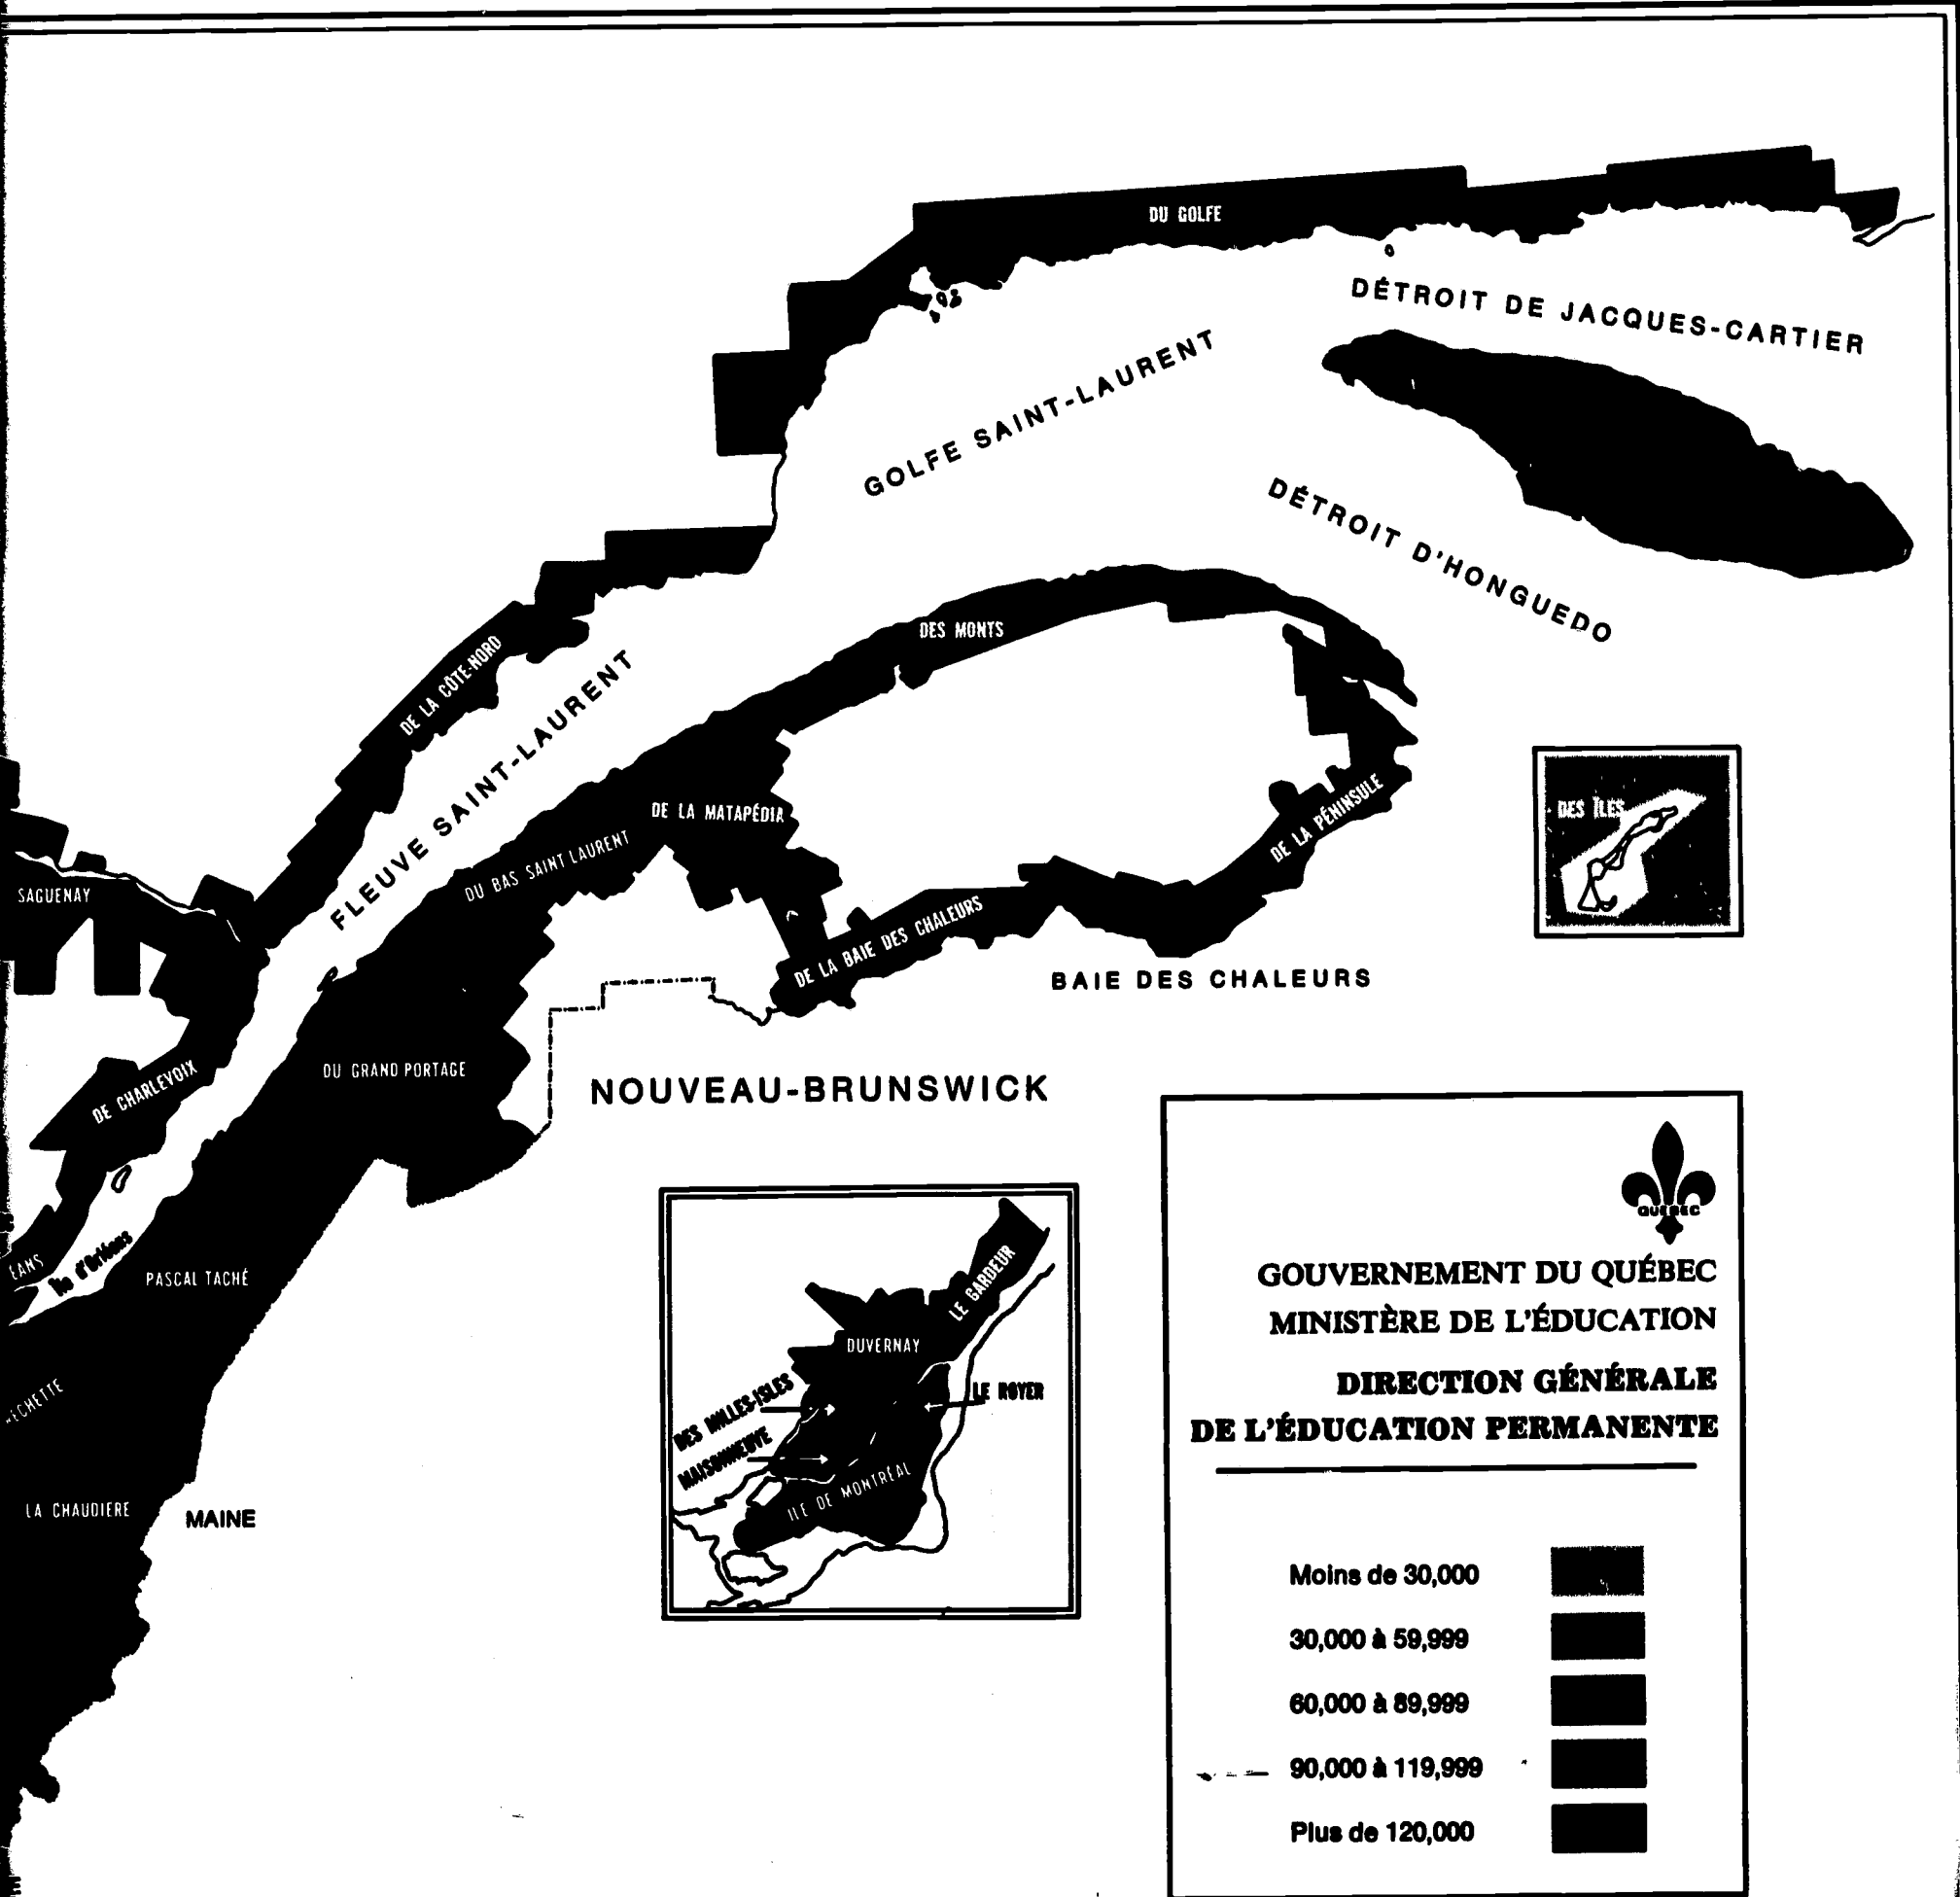 DU GOLFE
DÉTROIT DE JACQUES-CARTIER
GOLFE SAINT-LAURENT
DÉTROIT D'HONGUEDO
DES MONTS
DE LA CÔTE-NORD
FLEUVE SAINT-LAURENT
DE LA MATAPÉDIA
DU BAS SAINT LAURENT
DE LA PÉNINSULE
DES ÎLES
SAGUENAY
DE LA BAIE DES CHALEURS
BAIE DES CHALEURS
DU GRAND PORTAGE
DE CHARLEVOIX
NOUVEAU-BRUNSWICK
ÉANS
Île d'Orléans
PASCAL TACHÉ
ÉCHETTE
LA CHAUDIERE
MAINE
LE GARDEUR
DUVERNAY
DES MILLES-ISLES
LE ROYER
MAISONNEUVE
ILE DE MONTRÉAL
QUÉBEC
GOUVERNEMENT DU QUÉBEC
MINISTÈRE DE L'ÉDUCATION
DIRECTION GÉNÉRALE
DE L'ÉDUCATION PERMANENTE
Moins de 30,000
30,000 à 59,999
60,000 à 89,999
90,000 à 119,999
Plus de 120,000